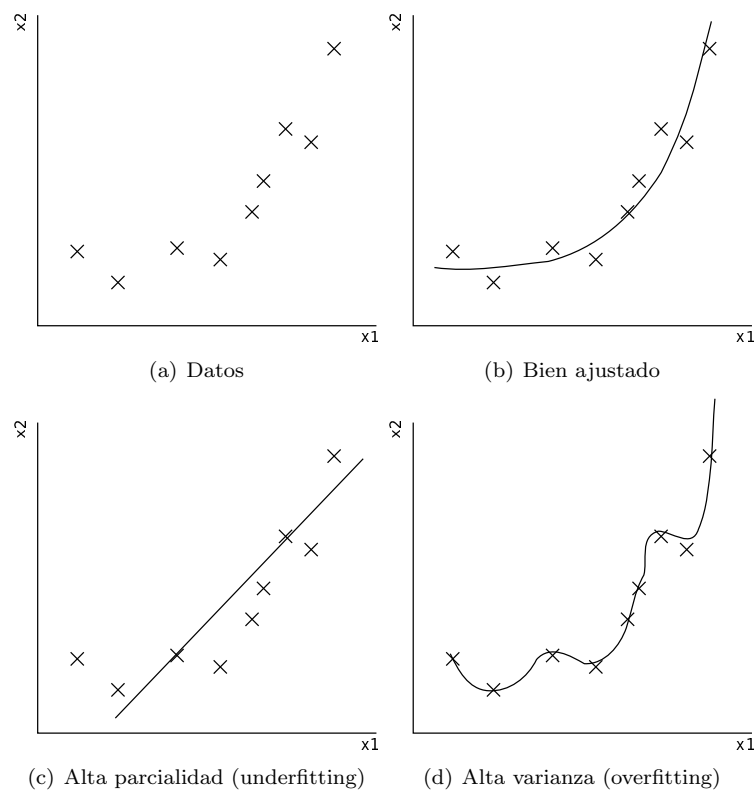 x2
x2
x1
x1
(a) Datos
(b) Bien ajustado
x2
x2
x1
x1
(c) Alta parcialidad (underfitting)
(d) Alta varianza (overfitting)